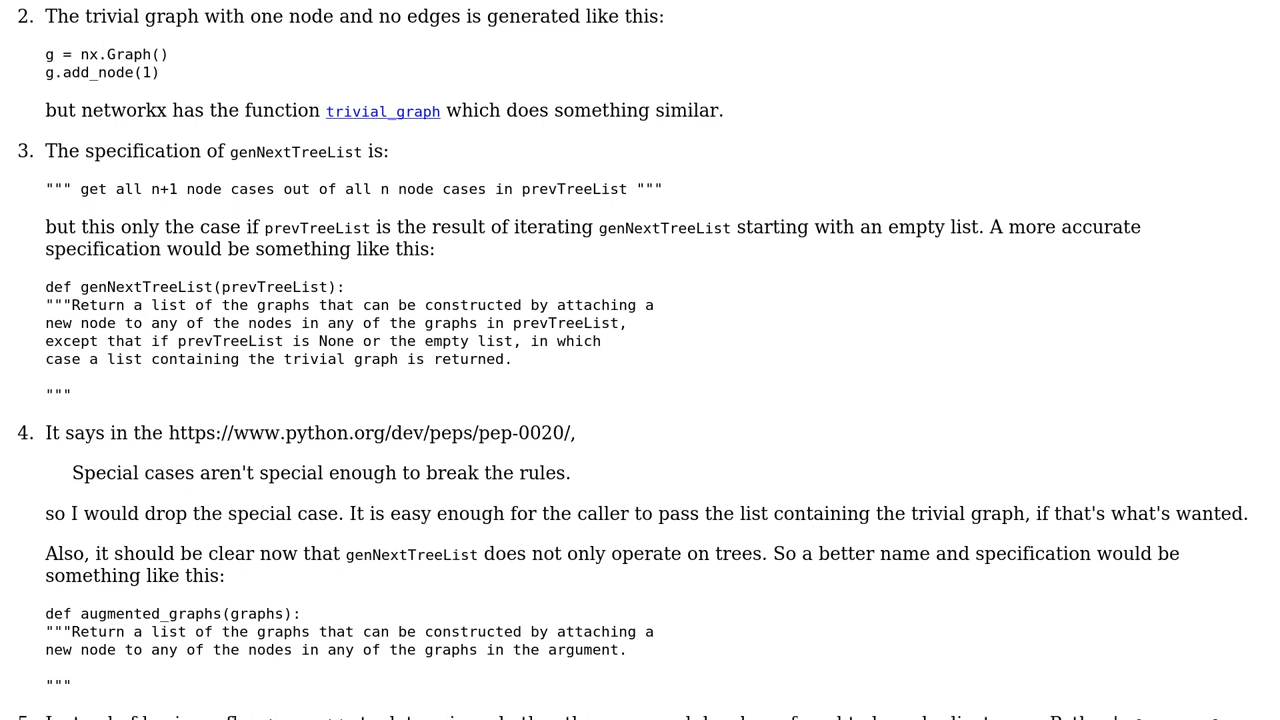 2. The trivial graph with one node and no edges is generated like this:
g = nx.Graph()
g.add_node(1)
but networkx has the function trivial_graph which does something similar.
3. The specification of genNextTreeList is:
""" get all n+1 node cases out of all n node cases in prevTreeList """
but this only the case if prevTreeList is the result of iterating genNextTreeList starting with an empty list. A more accurate
specification would be something like this:
def genNextTreeList(prevTreeList):
"""Return a list of the graphs that can be constructed by attaching a
new node to any of the nodes in any of the graphs in prevTreeList,
except that if prevTreeList is None or the empty list, in which
case a list containing the trivial graph is returned.
"""
4. It says in the https://www.python.org/dev/peps/pep-0020/,
Special cases aren't special enough to break the rules.
so I would drop the special case. It is easy enough for the caller to pass the list containing the trivial graph, if that's what's wanted.
Also, it should be clear now that genNextTreeList does not only operate on trees. So a better name and specification would be
something like this:
def augmented_graphs(graphs):
"""Return a list of the graphs that can be constructed by attaching a
new node to any of the nodes in any of the graphs in the argument.
"""